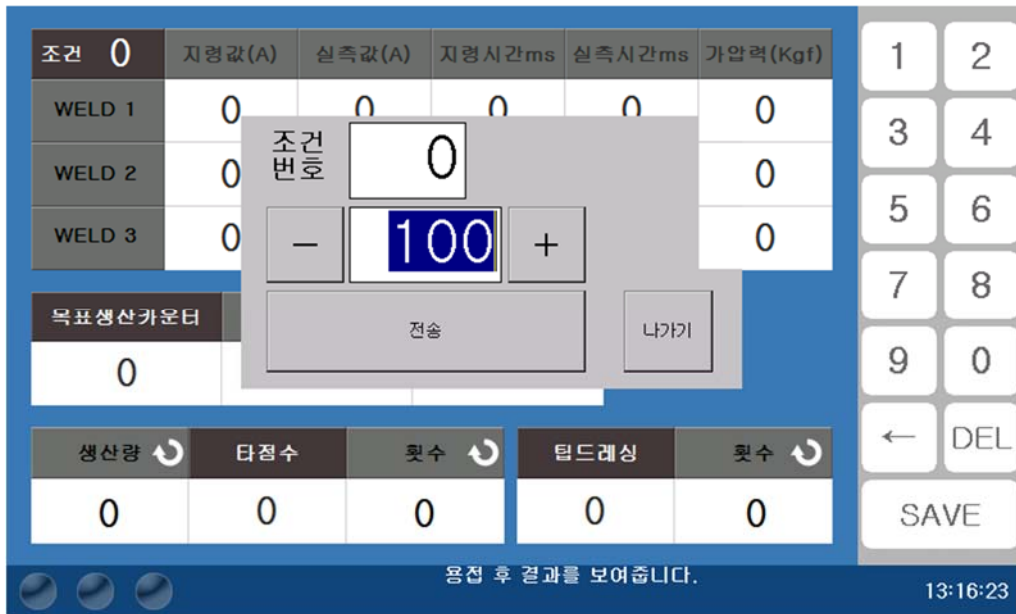 조건 0 지령값(A) 실측값(A) 지령시간ms 실측시간ms 가압력(Kgf)
WELD 1 0 0 0 0 0
WELD 2 0 0
WELD 3 0 0
조건
번호 0
- 100 +
전송 나가기
목표생산카운터
0
생산량 타점수 횟수 팁드레싱 횟수
0 0 0 0 0
용접 후 결과를 보여줍니다.
13:16:23
1 2
3 4
5 6
7 8
9 0
← DEL
SAVE